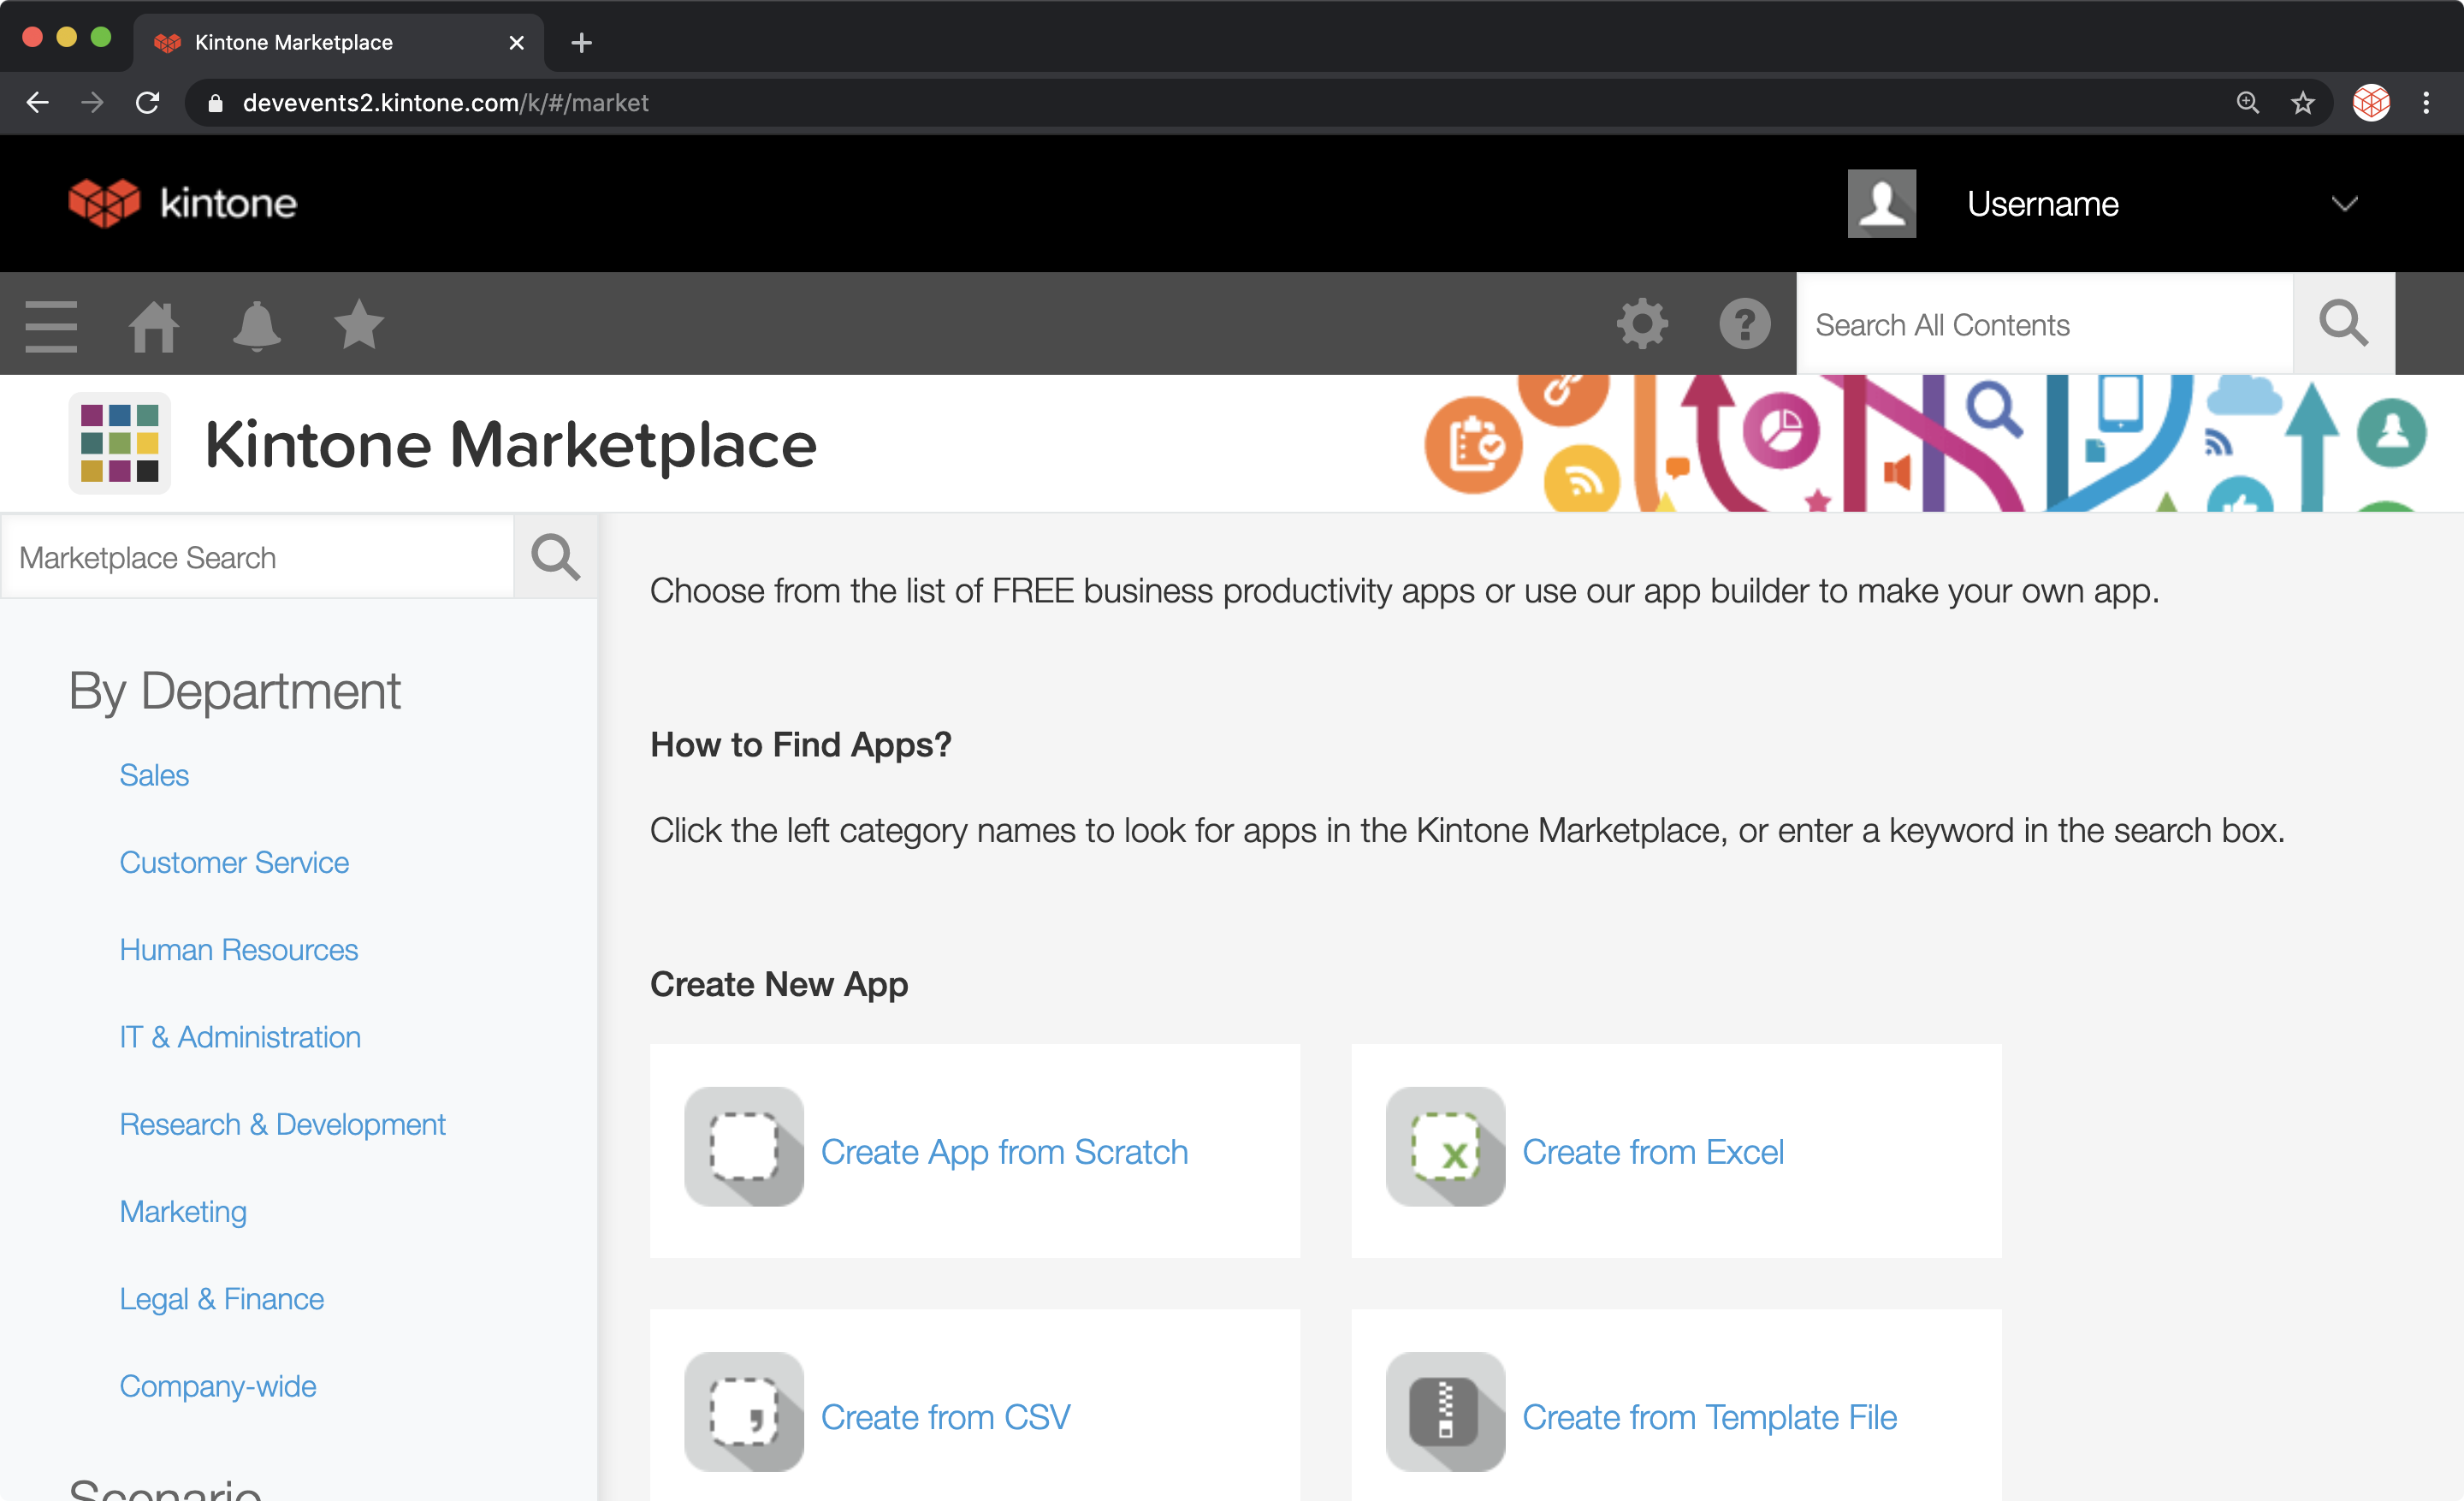 Kintone Marketplace
devevents2.kintone.com/k/#/market
kintone
Username
Search All Contents
Kintone Marketplace
Marketplace Search
By Department
Sales
Customer Service
Human Resources
IT & Administration
Research & Development
Marketing
Legal & Finance
Company-wide
Scenario
Choose from the list of FREE business productivity apps or use our app builder to make your own app.
How to Find Apps?
Click the left category names to look for apps in the Kintone Marketplace, or enter a keyword in the search box.
Create New App
Create App from Scratch
Create from Excel
Create from CSV
Create from Template File